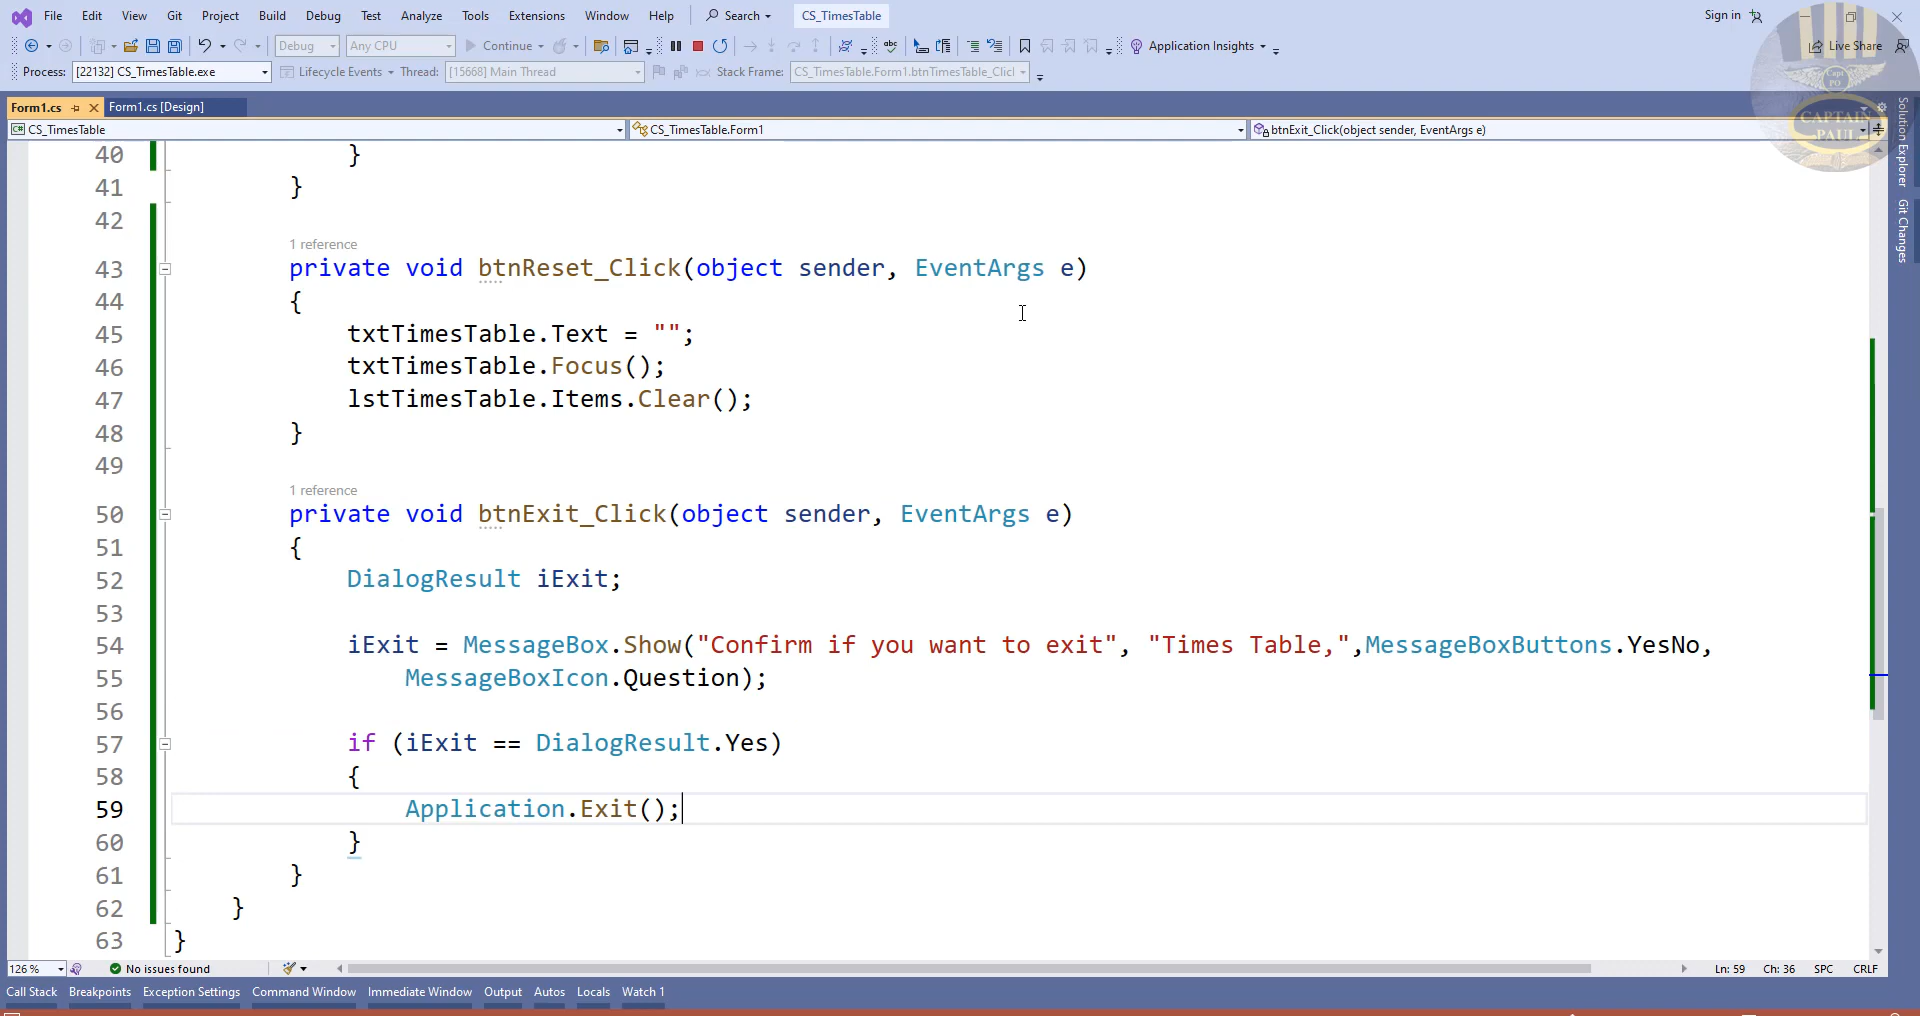 File Edit View Git Project Build Debug Test Analyze Tools Extensions Window Help Search CS_TimesTable Sign in
Debug Any CPU Continue Application Insights Live Share
Process: [22132] CS_TimesTable.exe Lifecycle Events Thread: [15668] Main Thread Stack Frame: CS_TimesTable.Form1.btnTimesTable_Clicl
Capt PO
CAPTAIN PAUL
Form1.cs Form1.cs [Design]
CS_TimesTable CS_TimesTable.Form1 btnExit_Click(object sender, EventArgs e)
Solution Explorer
Git Changes
40 }
41 }
42
1 reference
43 private void btnReset_Click(object sender, EventArgs e)
44 {
45 txtTimesTable.Text = "";
46 txtTimesTable.Focus();
47 lstTimesTable.Items.Clear();
48 }
49
1 reference
50 private void btnExit_Click(object sender, EventArgs e)
51 {
52 DialogResult iExit;
53
54 iExit = MessageBox.Show("Confirm if you want to exit", "Times Table,",MessageBoxButtons.YesNo,
55 MessageBoxIcon.Question);
56
57 if (iExit == DialogResult.Yes)
58 {
59 Application.Exit();
60 }
61 }
62 }
63 }
126 % No issues found Ln: 59 Ch: 36 SPC CRLF
Call Stack Breakpoints Exception Settings Command Window Immediate Window Output Autos Locals Watch 1